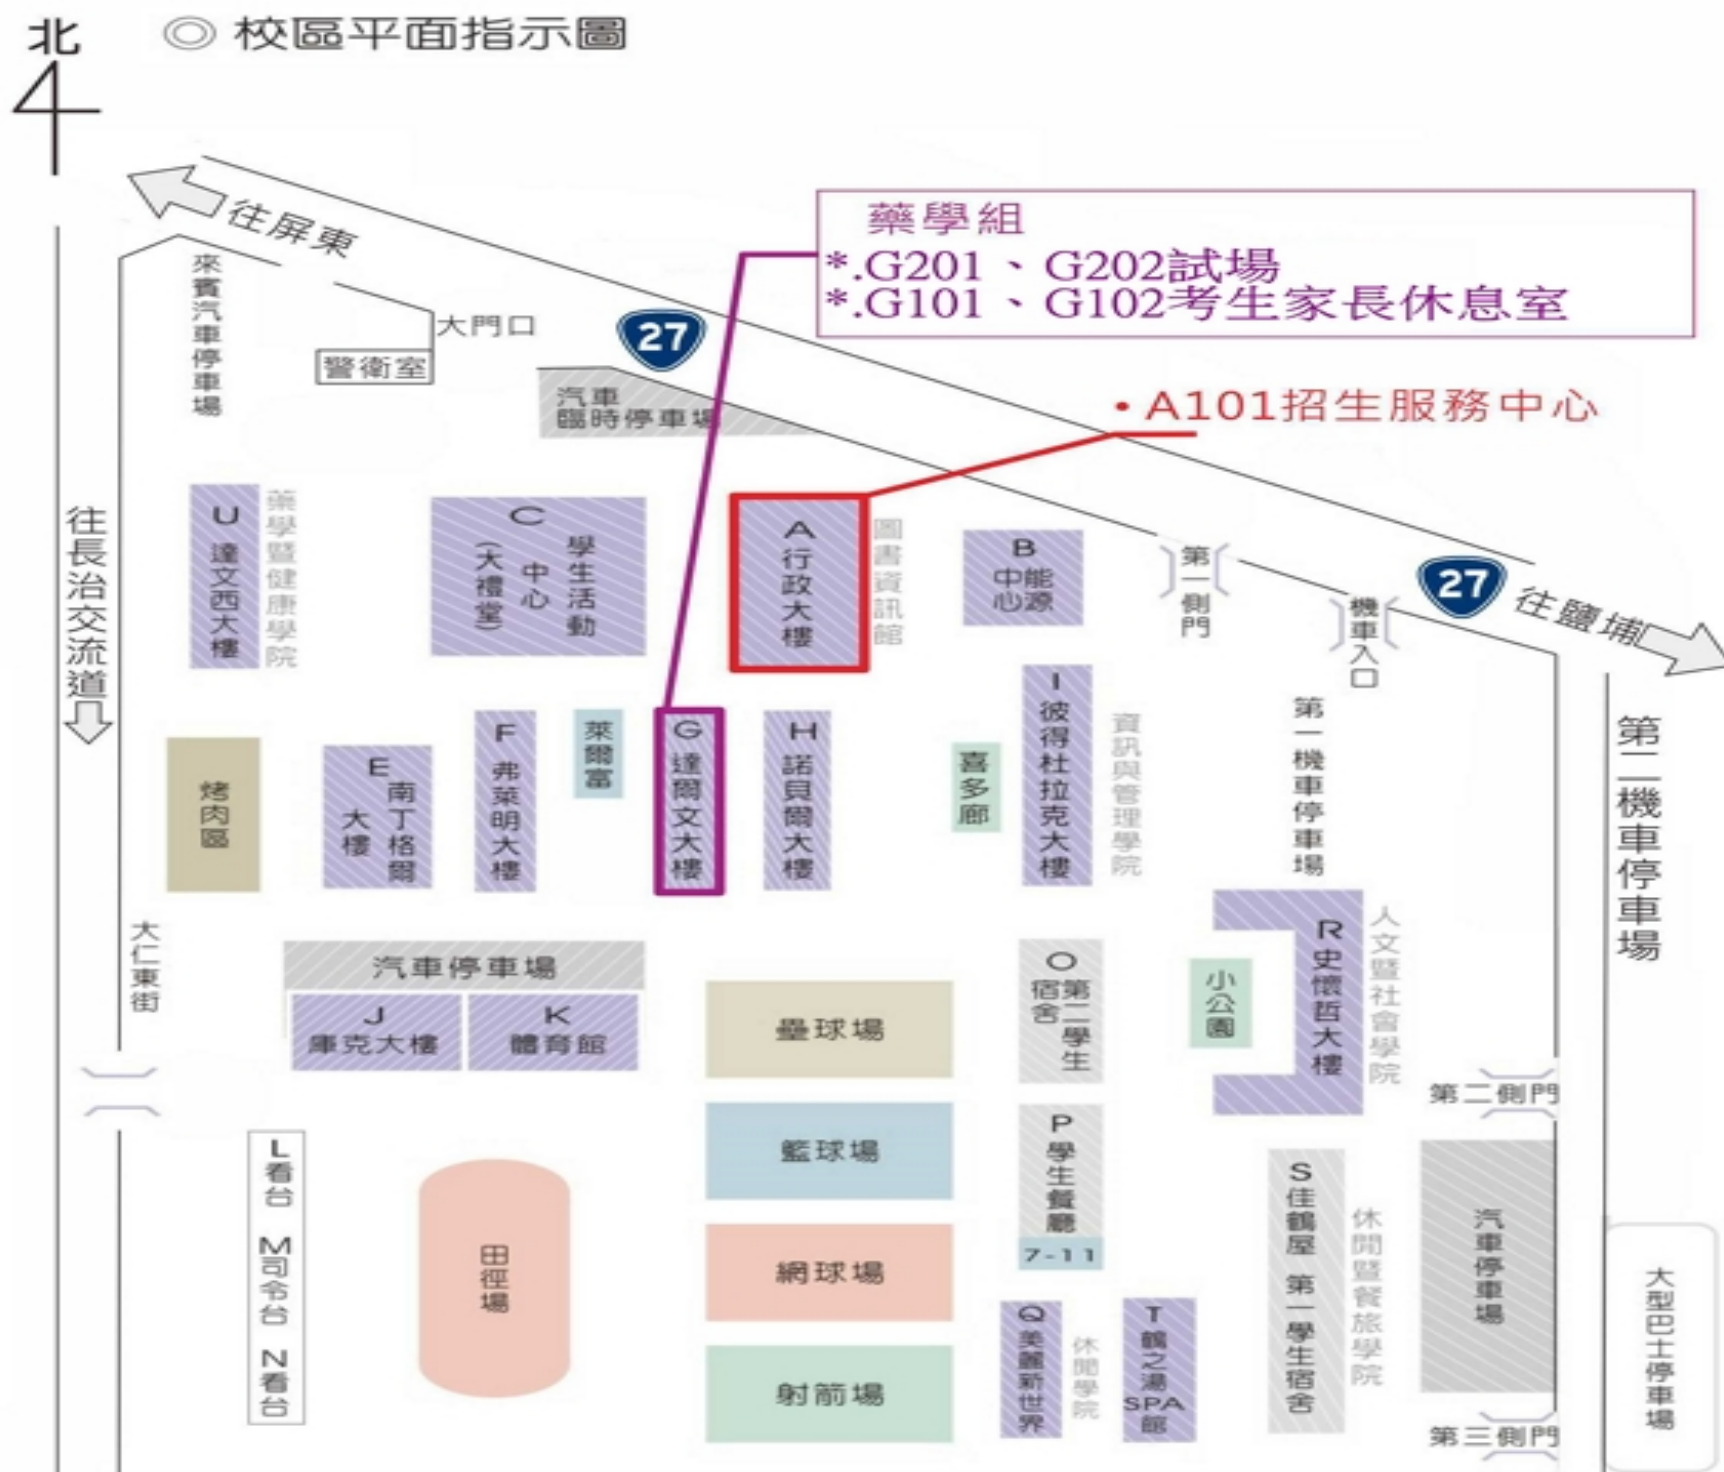 北
◎ 校區平面指示圖
往屏東
藥學組
*.G201、G202試場
*.G101、G102考生家長休息室
來賓汽車停車場
大門口
警衛室
27
汽車
臨時停車場
•A101招生服務中心
往長治交流道
U 達文西大樓
藥學暨健康學院
C
學生活動
中心
(大禮堂)
A 行政大樓
圖書資訊館
B
能源
中心
第一側門
機車入口
27
往鹽埔
烤肉區
E
南丁格爾
大樓
F 弗萊明大樓
萊爾富
G 達爾文大樓
H 諾貝爾大樓
喜多廊
I 彼得杜拉克大樓
資訊與管理學院
第一機車停車場
第二機車停車場
大仁東街
汽車停車場
J
庫克大樓
K
體育館
壘球場
O
第二學生
宿舍
小公園
R 史懷哲大樓
人文暨社會學院
第二側門
L看台 M司令台 N看台
田徑場
籃球場
網球場
射箭場
P 學生餐廳
7-11
Q 美麗新世界
休閒學院
T
鶴之湯
SPA
館
S 佳鶴屋 第一學生宿舍
休閒暨餐旅學院
汽車停車場
第三側門
大型巴士停車場